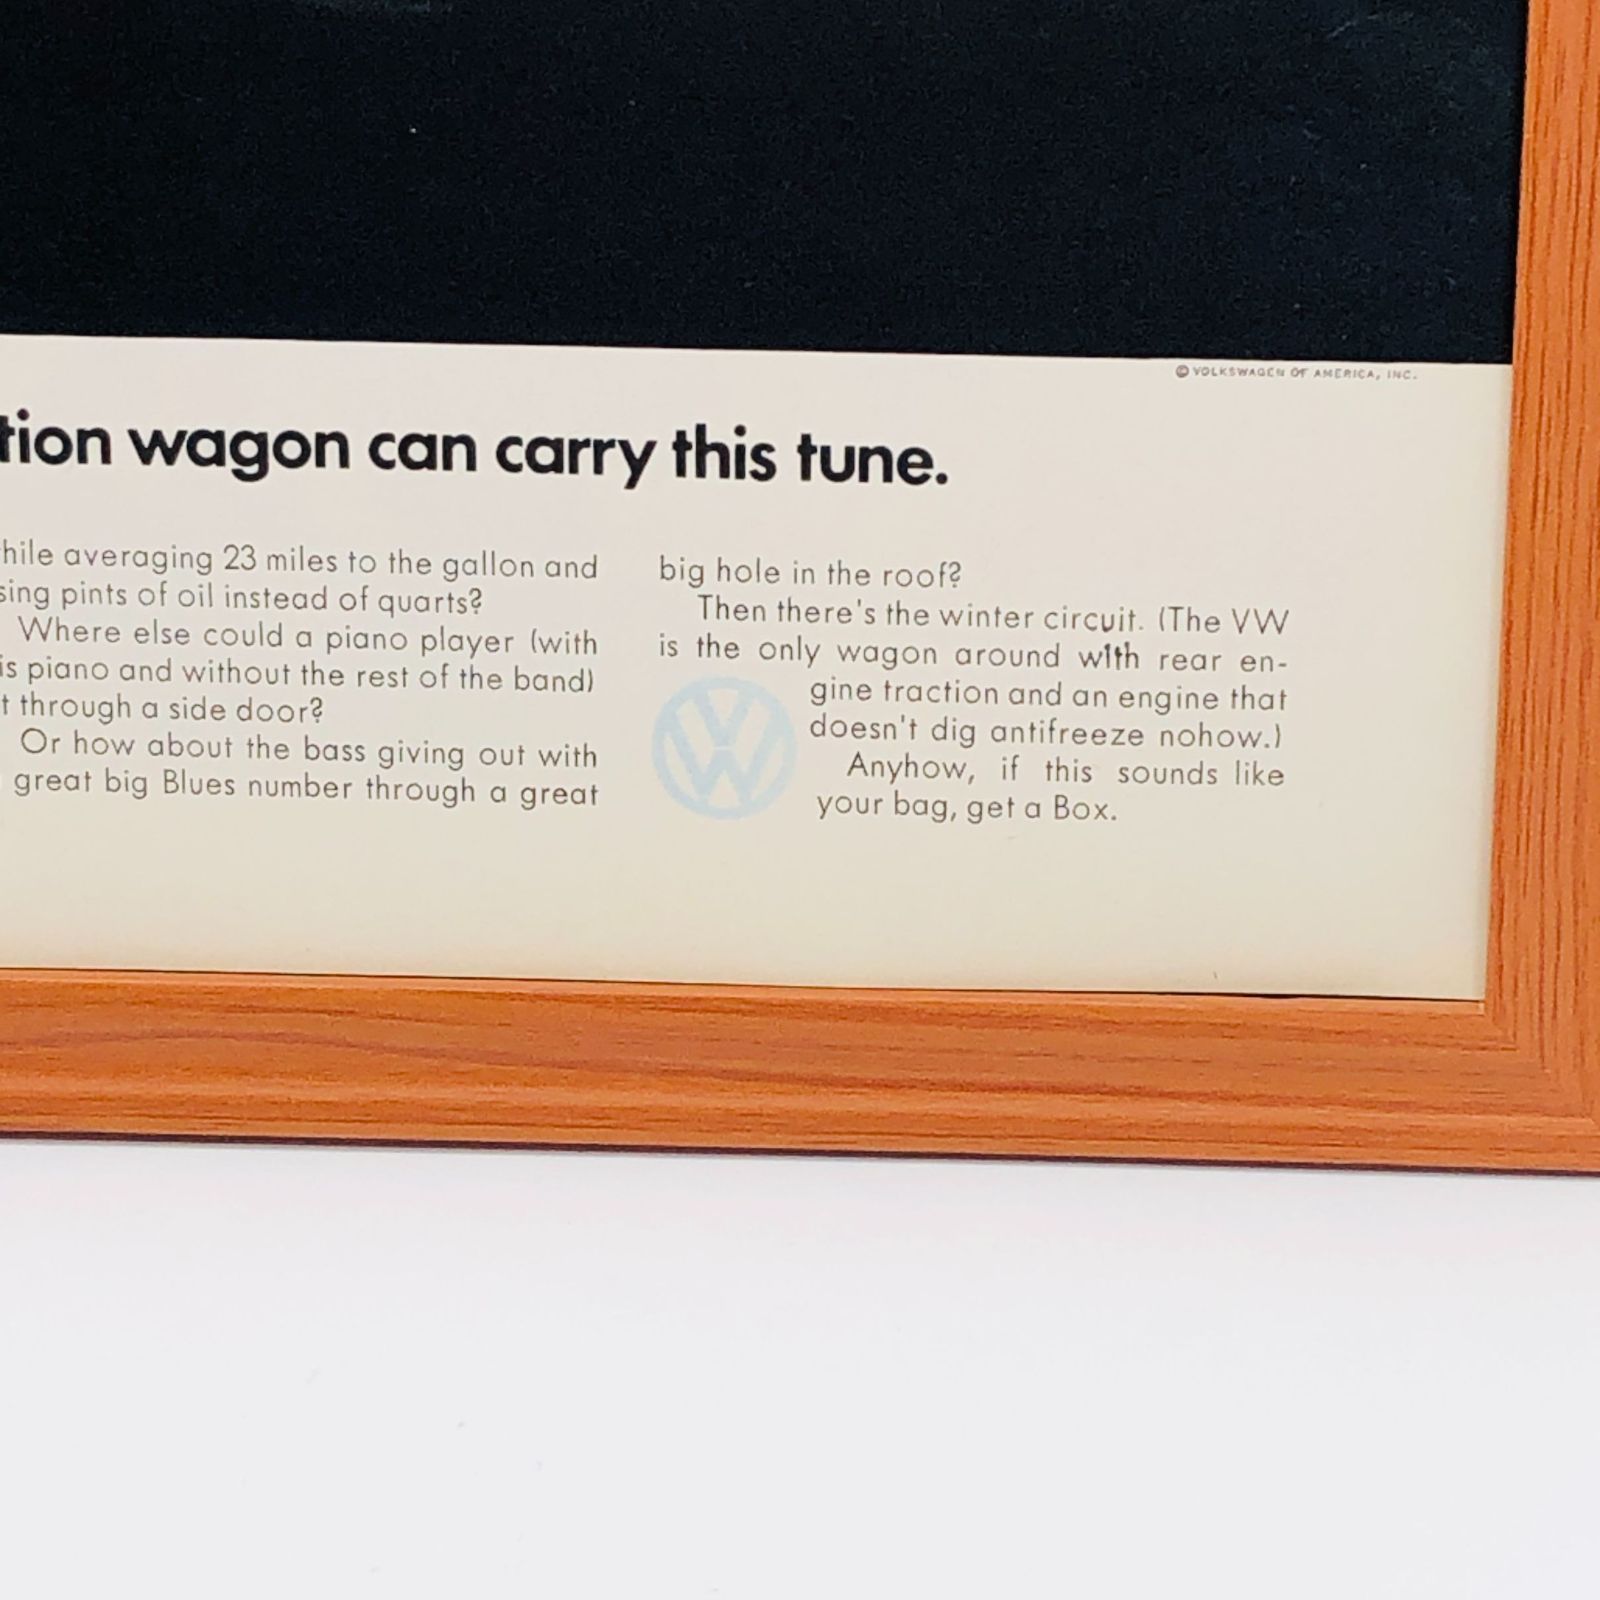 © VOLKSWAGEN OF AMERICA, INC.
tion wagon can carry this tune.
hile averaging 23 miles to the gallon and
sing pints of oil instead of quarts?
Where else could a piano player (with
is piano and without the rest of the band)
t through a side door?
Or how about the bass giving out with
great big Blues number through a great
big hole in the roof?
Then there's the winter circuit. (The VW
is the only wagon around with rear en-
gine traction and an engine that
doesn't dig antifreeze nohow.)
Anyhow, if this sounds like
your bag, get a Box.